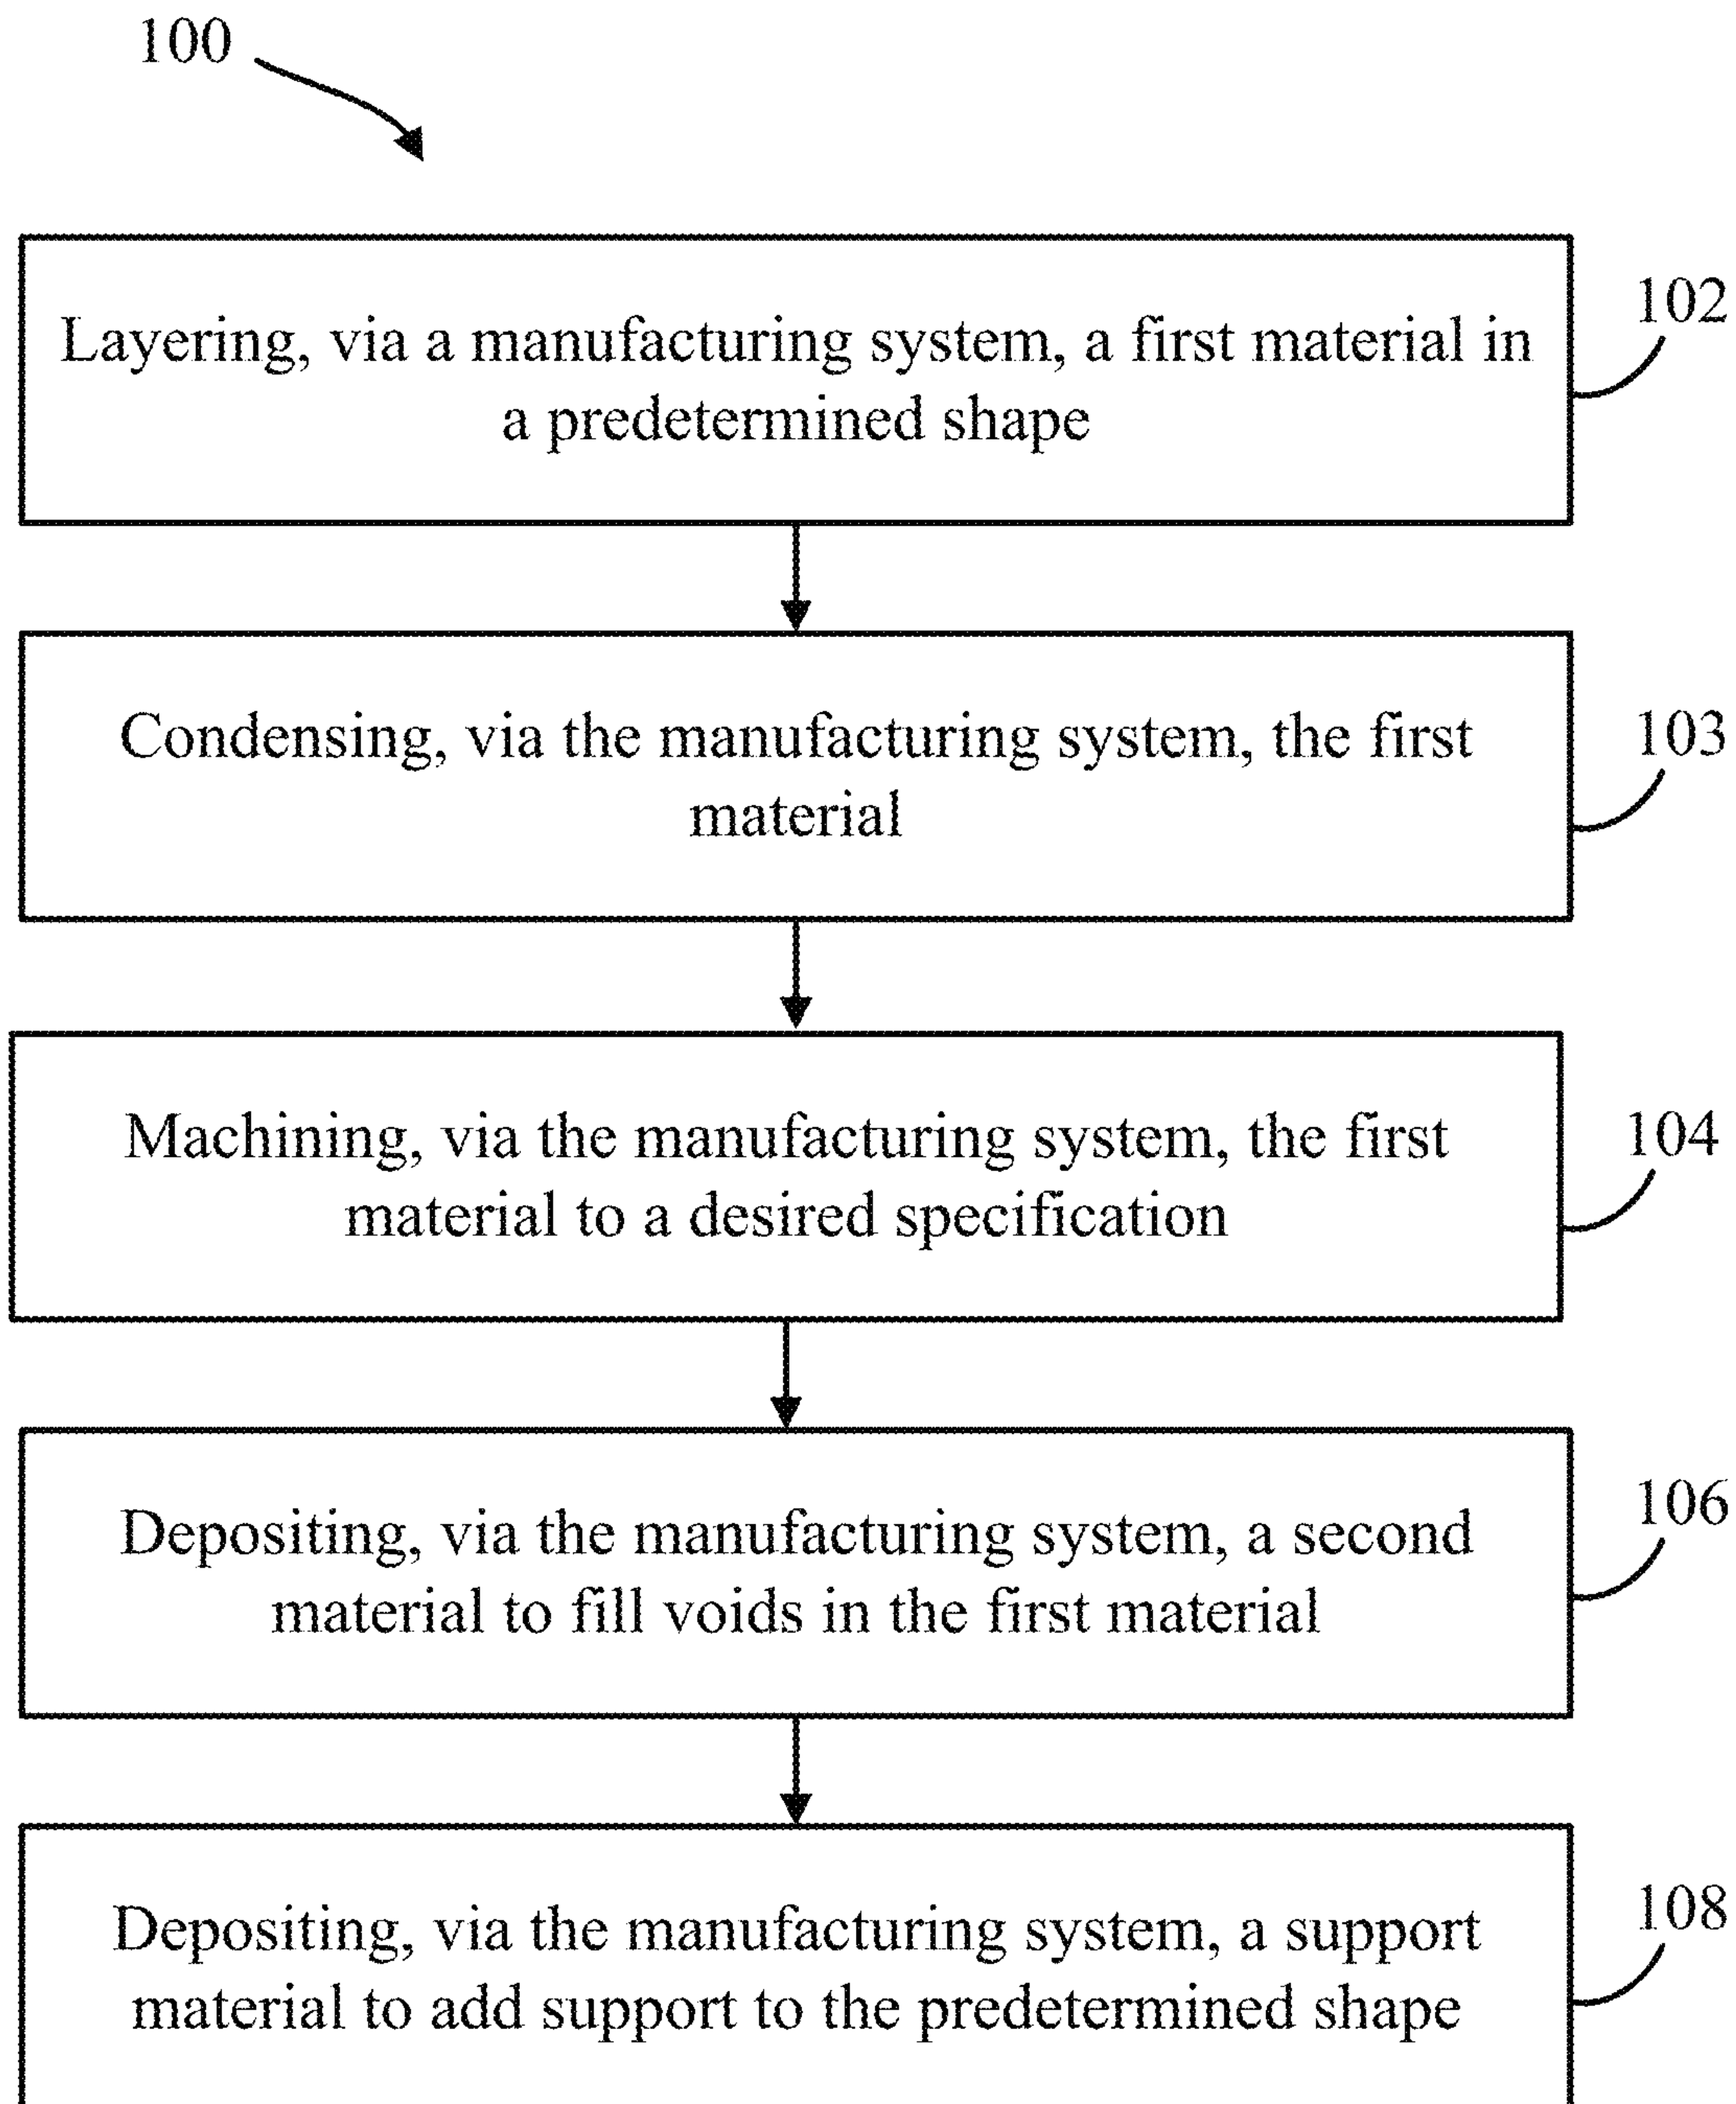 100
Layering, via a manufacturing system, a first material in
a predetermined shape
102
Condensing, via the manufacturing system, the first
material
103
Machining, via the manufacturing system, the first
material to a desired specification
104
Depositing, via the manufacturing system, a second
material to fill voids in the first material
106
Depositing, via the manufacturing system, a support
material to add support to the predetermined shape
108